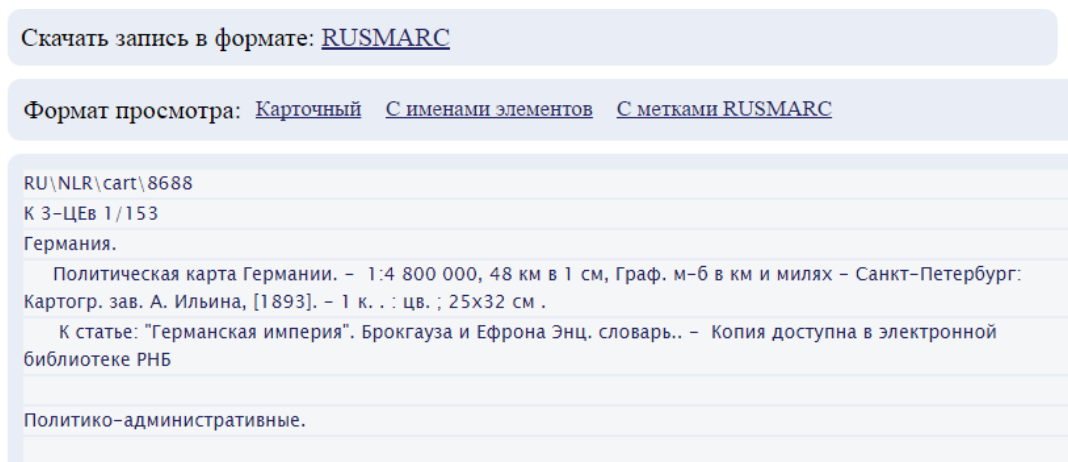 Скачать запись в формате: RUSMARC
Формат просмотра: Карточный С именами элементов С метками RUSMARC
RU\NLR\cart\8688
К 3-ЦЕв 1/153
Германия.
Политическая карта Германии. – 1:4 800 000, 48 км в 1 см, Граф. м-б в км и милях – Санкт-Петербург:
Картогр. зав. А. Ильина, [1893]. – 1 к. . : цв. ; 25х32 см .
К статье: "Германская империя". Брокгауза и Ефрона Энц. словарь.. – Копия доступна в электронной
библиотеке РНБ
Политико-административные.